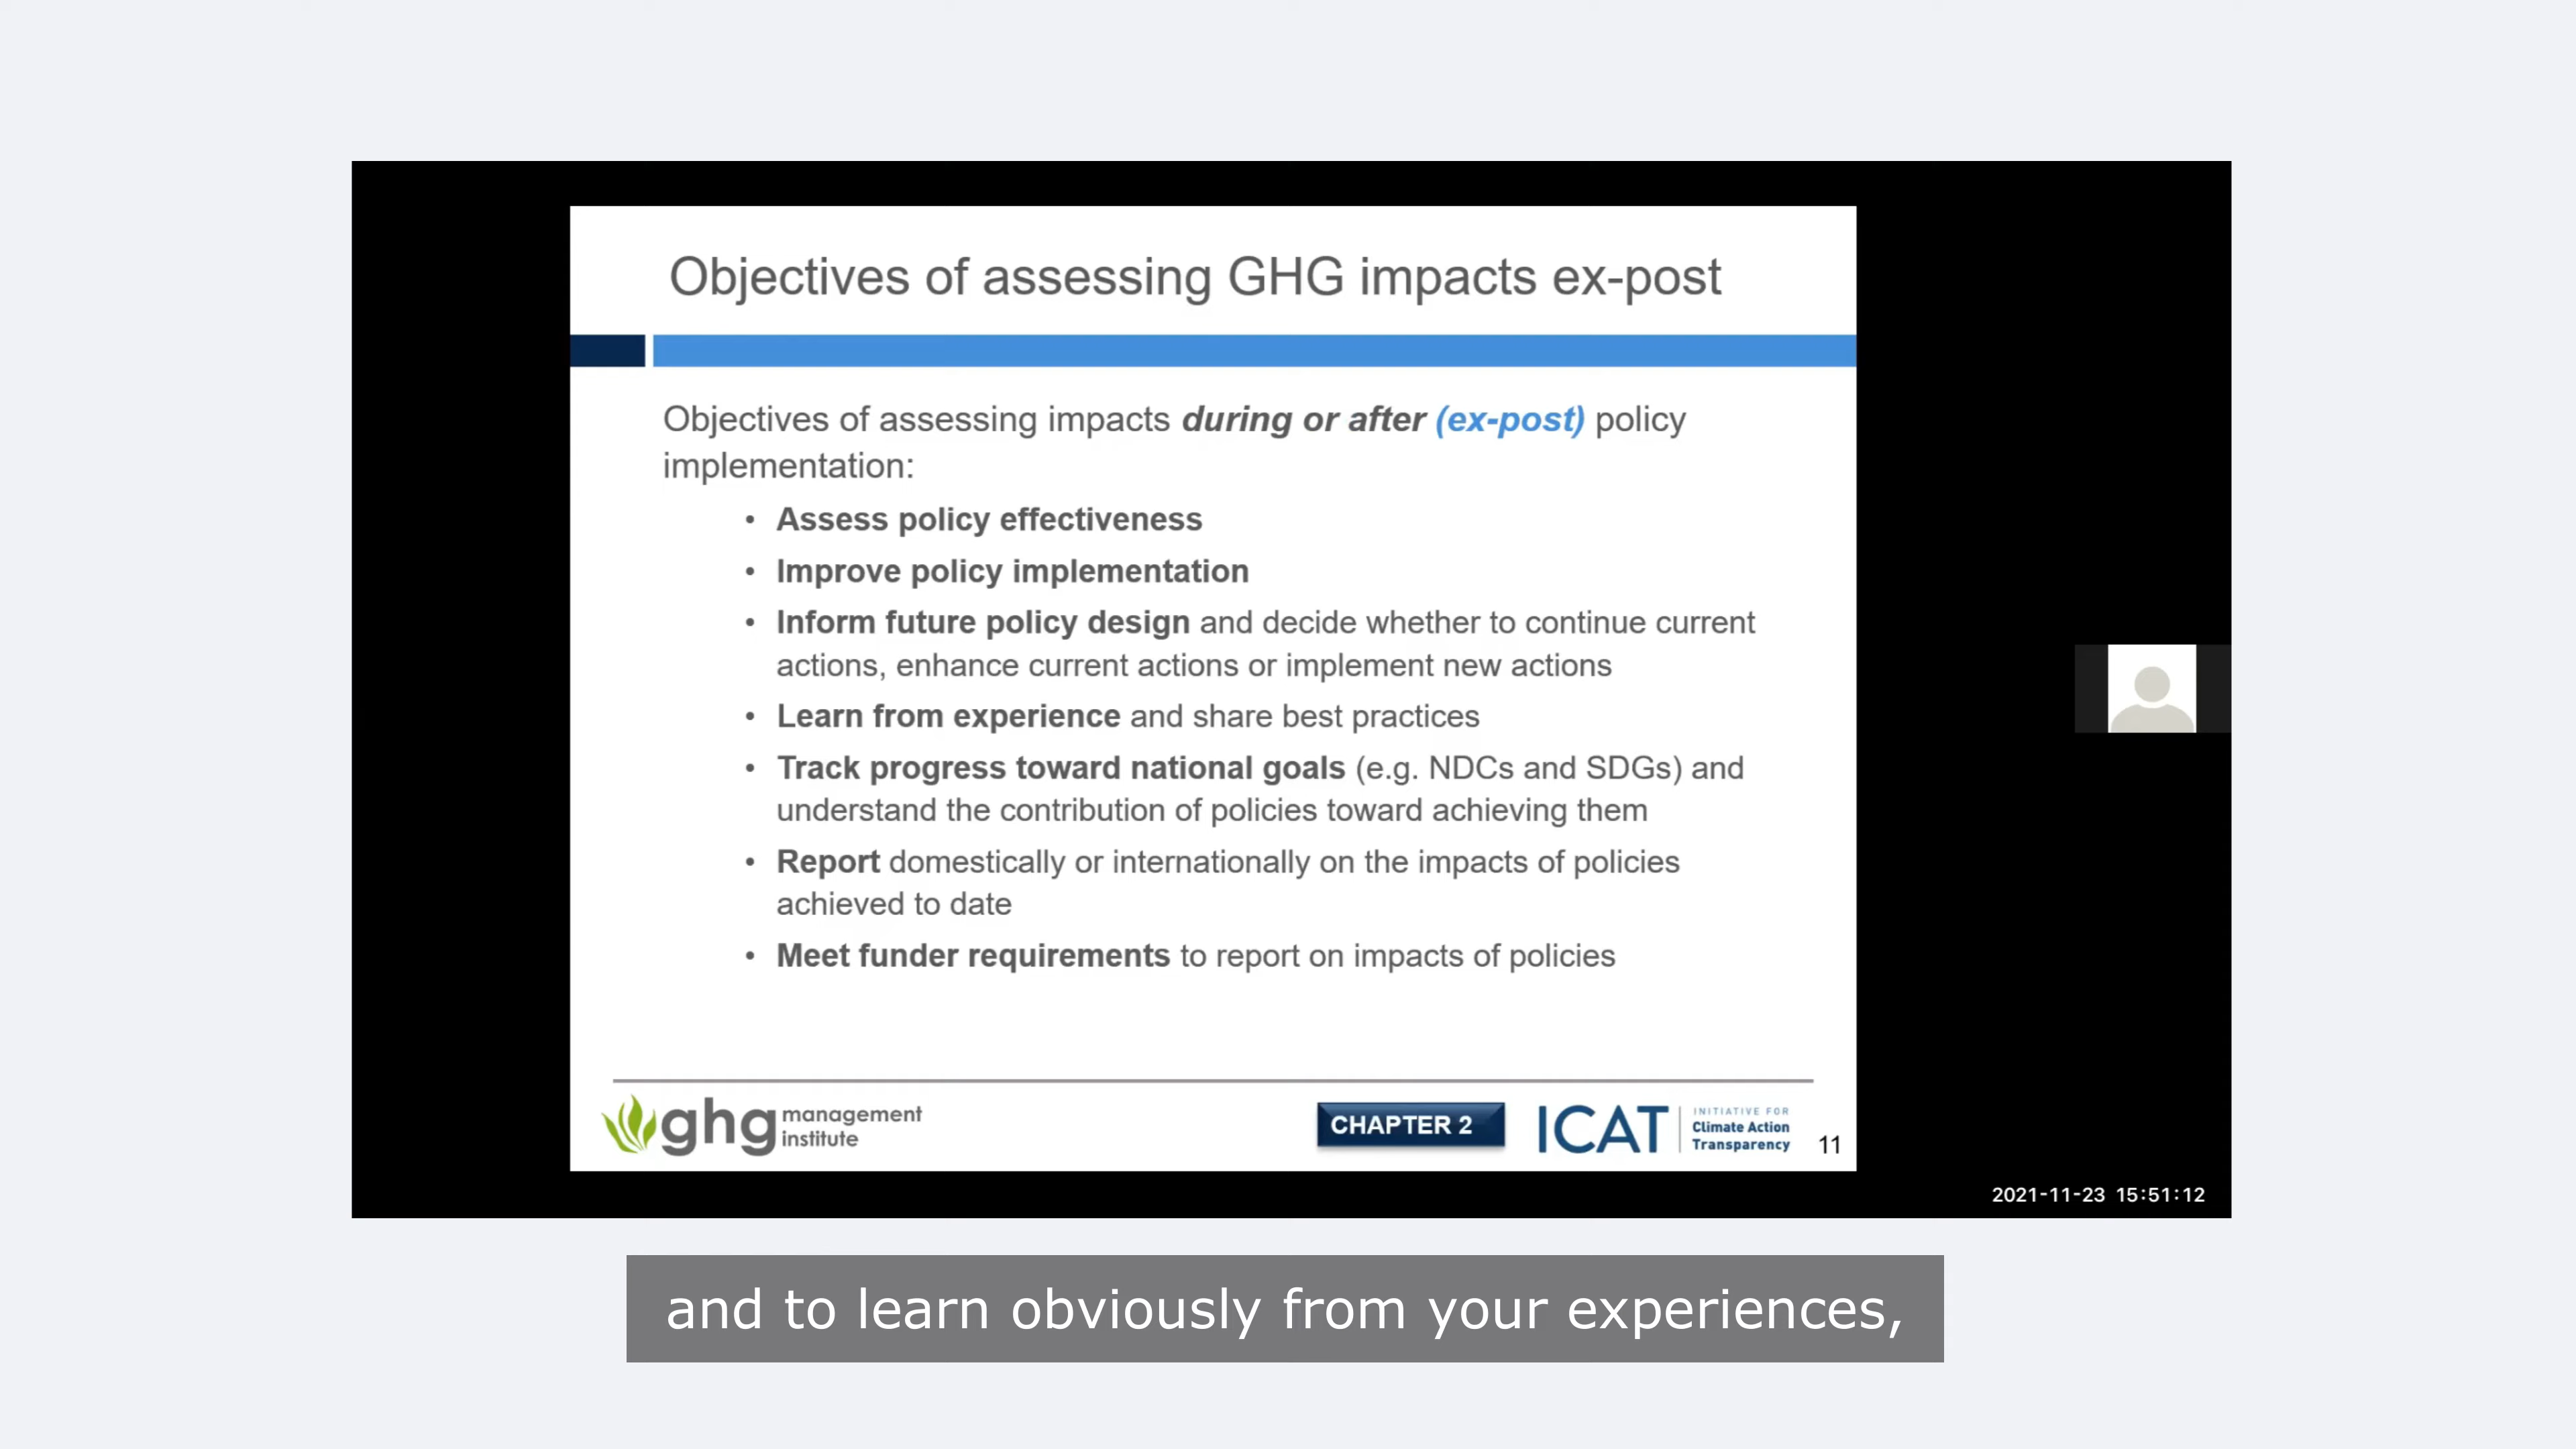 Objectives of assessing GHG impacts ex-post
Objectives of assessing impacts during or after (ex-post) policy
implementation:
• Assess policy effectiveness
• Improve policy implementation
• Inform future policy design and decide whether to continue current
actions, enhance current actions or implement new actions
• Learn from experience and share best practices
• Track progress toward national goals (e.g. NDCs and SDGs) and
understand the contribution of policies toward achieving them
• Report domestically or internationally on the impacts of policies
achieved to date
• Meet funder requirements to report on impacts of policies
ghg management
institute
CHAPTER 2
ICAT
INITIATIVE FOR
Climate Action
Transparency
11
2021-11-23 15:51:12
and to learn obviously from your experiences,